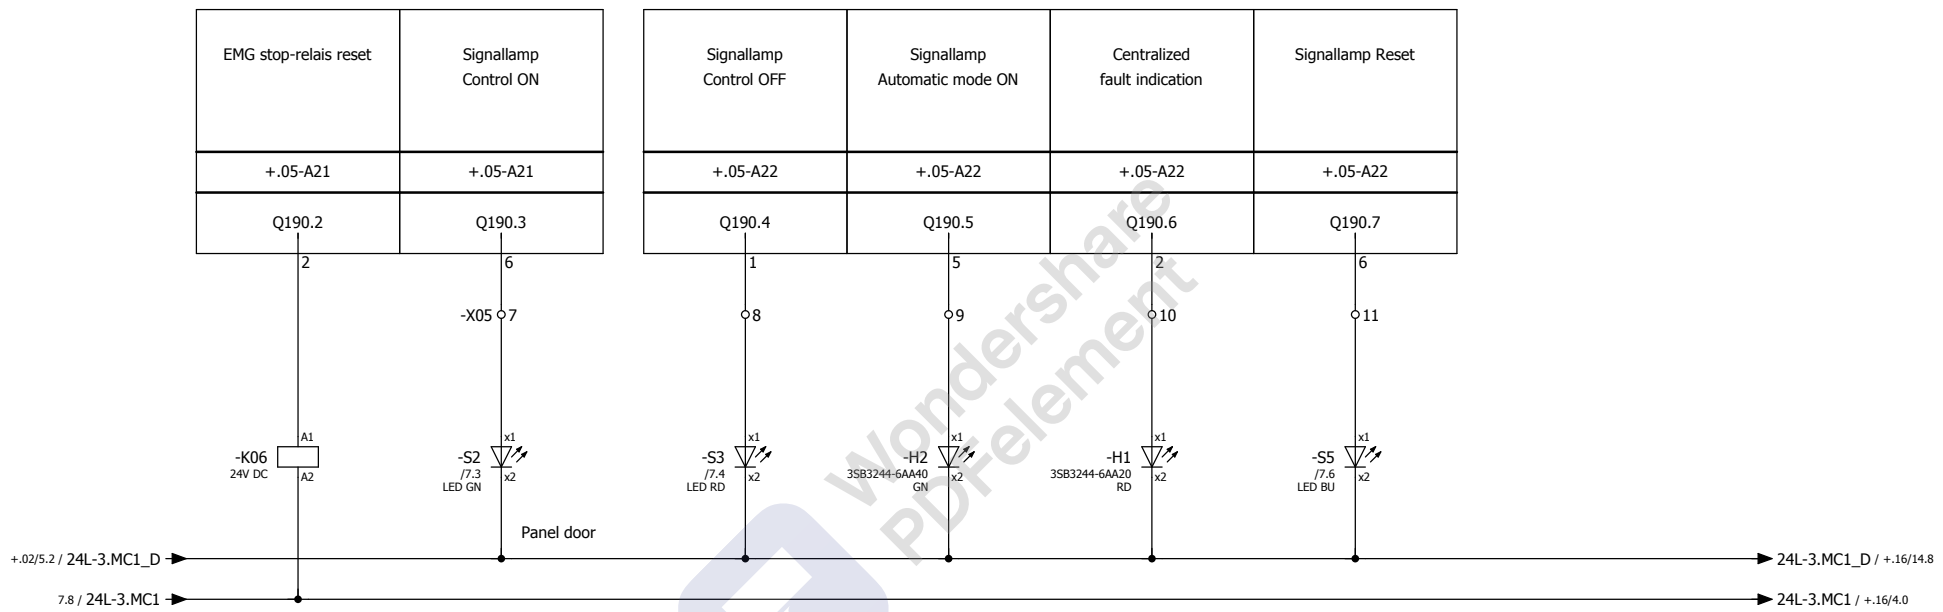 EMG stop-relais reset
Signallamp
Control ON
Signallamp
Control OFF
Signallamp
Automatic mode ON
Centralized
fault indication
Signallamp Reset
+.05-A21
+.05-A21
+.05-A22
+.05-A22
+.05-A22
+.05-A22
Q190.2
Q190.3
Q190.4
Q190.5
Q190.6
Q190.7
2
6
1
5
2
6
-X05
7
8
9
10
11
-K06
24V DC
A1
A2
-S2
/7.3
LED GN
x1
x2
-S3
/7.4
LED RD
x1
x2
-H2
3SB3244-6AA40
GN
x1
x2
-H1
3SB3244-6AA20
RD
x1
x2
-S5
/7.6
LED BU
x1
x2
Panel door
+.02/5.2 / 24L-3.MC1_D
24L-3.MC1_D / +.16/14.8
7.8 / 24L-3.MC1
24L-3.MC1 / +.16/4.0
Wondershare
PDFelement